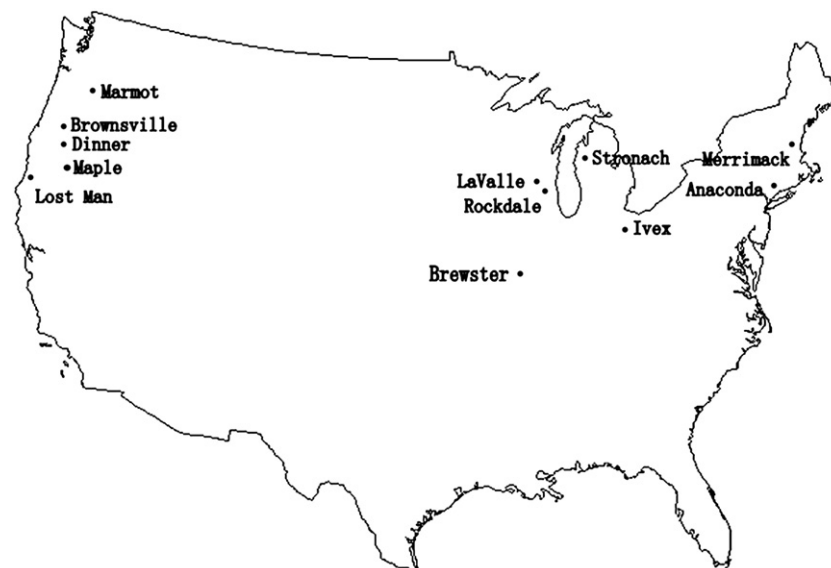 Marmot
Brownsville
Dinner
Maple
Lost Man
Stronach
Merrimack
LaValle
Anaconda
Rockdale
Ivex
Brewster